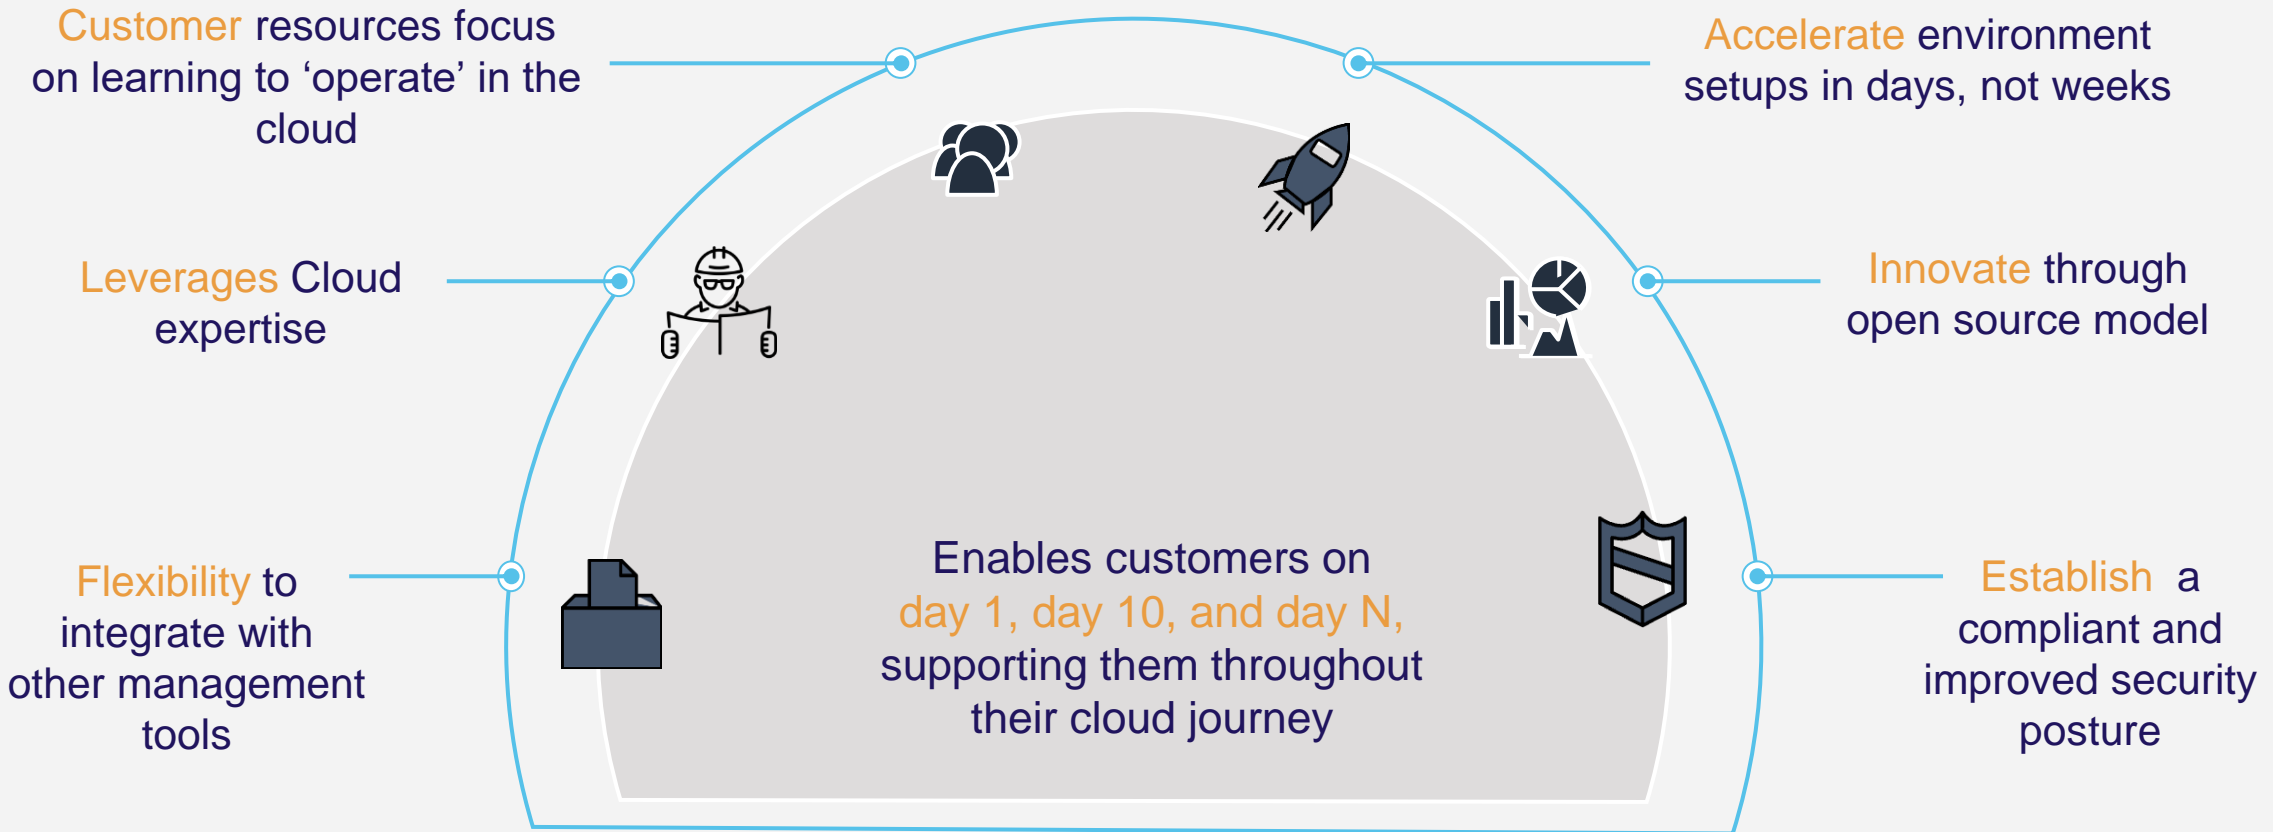 Customer resources focus
on learning to ‘operate’ in the
cloud
Leverages Cloud
expertise
Flexibility to
integrate with
other management
tools
Accelerate environment
setups in days, not weeks
Innovate through
open source model
Establish a
compliant and
improved security
posture
Enables customers on
day 1, day 10, and day N,
supporting them throughout
their cloud journey